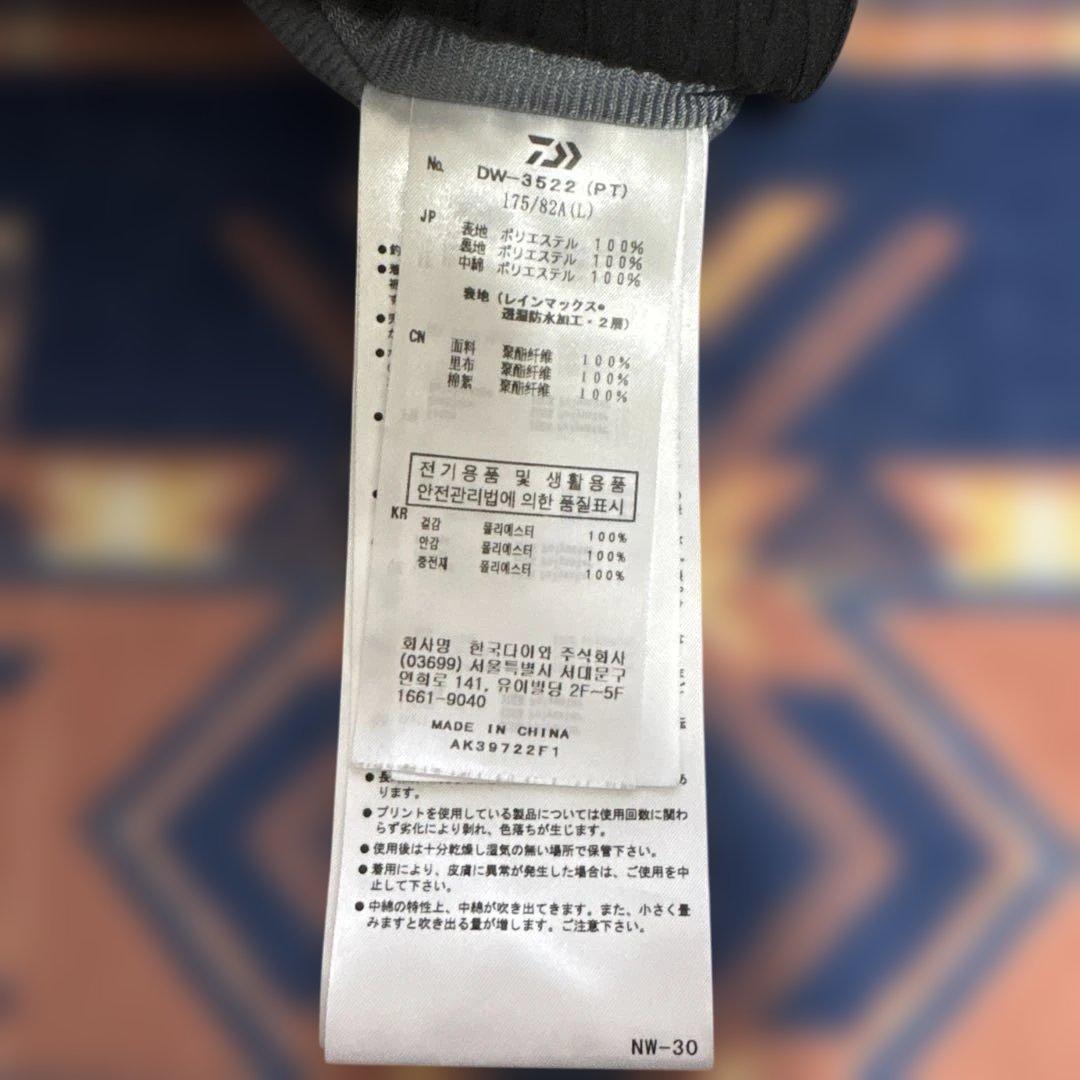 No. DW-3522 (PT)
175/82A(L)
JP 表地 ポリエステル 100%
裏地 ポリエステル 100%
中綿 ポリエステル 100%
表地 (レインマックス®
透湿防水加工・2層)
CN 面料 聚酯纤维 100%
里布 聚酯纤维 100%
棉絮 聚酯纤维 100%
전기용품 및 생활용품
안전관리법에 의한 품질표시
KR 겉감 폴리에스터 100%
안감 폴리에스터 100%
충전재 폴리에스터 100%
회사명 한국다이와 주식회사
(03699) 서울특별시 서대문구
연희로 141, 유이빌딩 2F~5F
1661-9040
MADE IN CHINA
AK39722F1
ります。
●プリントを使用している製品については使用回数に関わ
らず劣化により剥れ、色落ちが生じます。
●使用後は十分乾燥し湿気の無い場所で保管下さい。
●着用により、皮膚に異常が発生した場合は、ご使用を中
止して下さい。
●中綿の特性上、中綿が吹き出てきます。また、小さく畳
みますと吹き出る量が増します。ご注意下さい。
NW-30